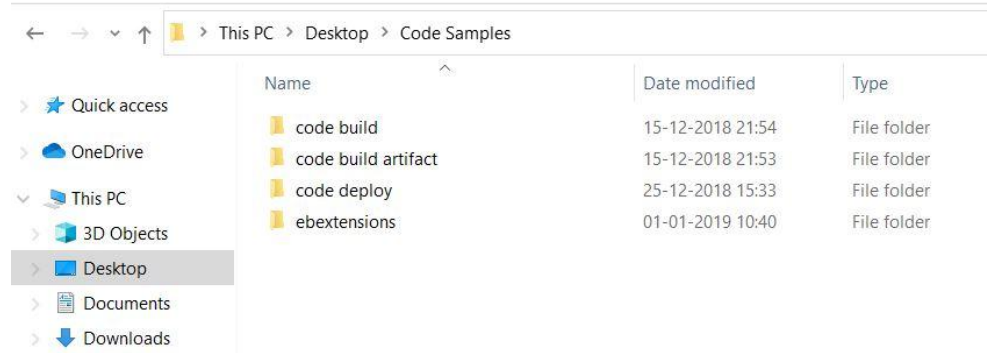 This PC > Desktop > Code Samples
Name Date modified Type
Quick access
OneDrive
This PC
3D Objects
Desktop
Documents
Downloads
code build 15-12-2018 21:54 File folder
code build artifact 15-12-2018 21:53 File folder
code deploy 25-12-2018 15:33 File folder
ebextensions 01-01-2019 10:40 File folder